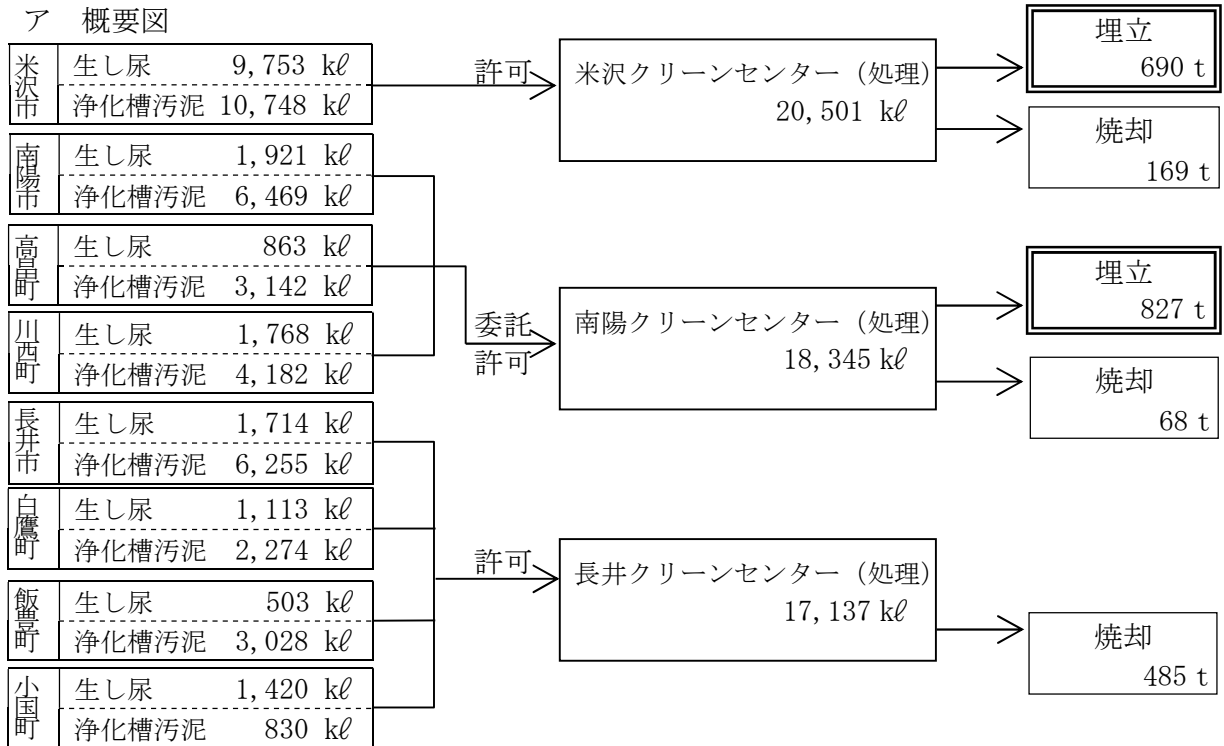 ア 概要図
米沢市 生し尿 9,753 kℓ
浄化槽汚泥 10,748 kℓ
南陽市 生し尿 1,921 kℓ
浄化槽汚泥 6,469 kℓ
高畠町 生し尿 863 kℓ
浄化槽汚泥 3,142 kℓ
川西町 生し尿 1,768 kℓ
浄化槽汚泥 4,182 kℓ
長井市 生し尿 1,714 kℓ
浄化槽汚泥 6,255 kℓ
白鷹町 生し尿 1,113 kℓ
浄化槽汚泥 2,274 kℓ
飯豊町 生し尿 503 kℓ
浄化槽汚泥 3,028 kℓ
小国町 生し尿 1,420 kℓ
浄化槽汚泥 830 kℓ
許可
米沢クリーンセンター（処理）
20,501 kℓ
埋立
690 t
焼却
169 t
委託
許可
南陽クリーンセンター（処理）
18,345 kℓ
埋立
827 t
焼却
68 t
許可
長井クリーンセンター（処理）
17,137 kℓ
焼却
485 t